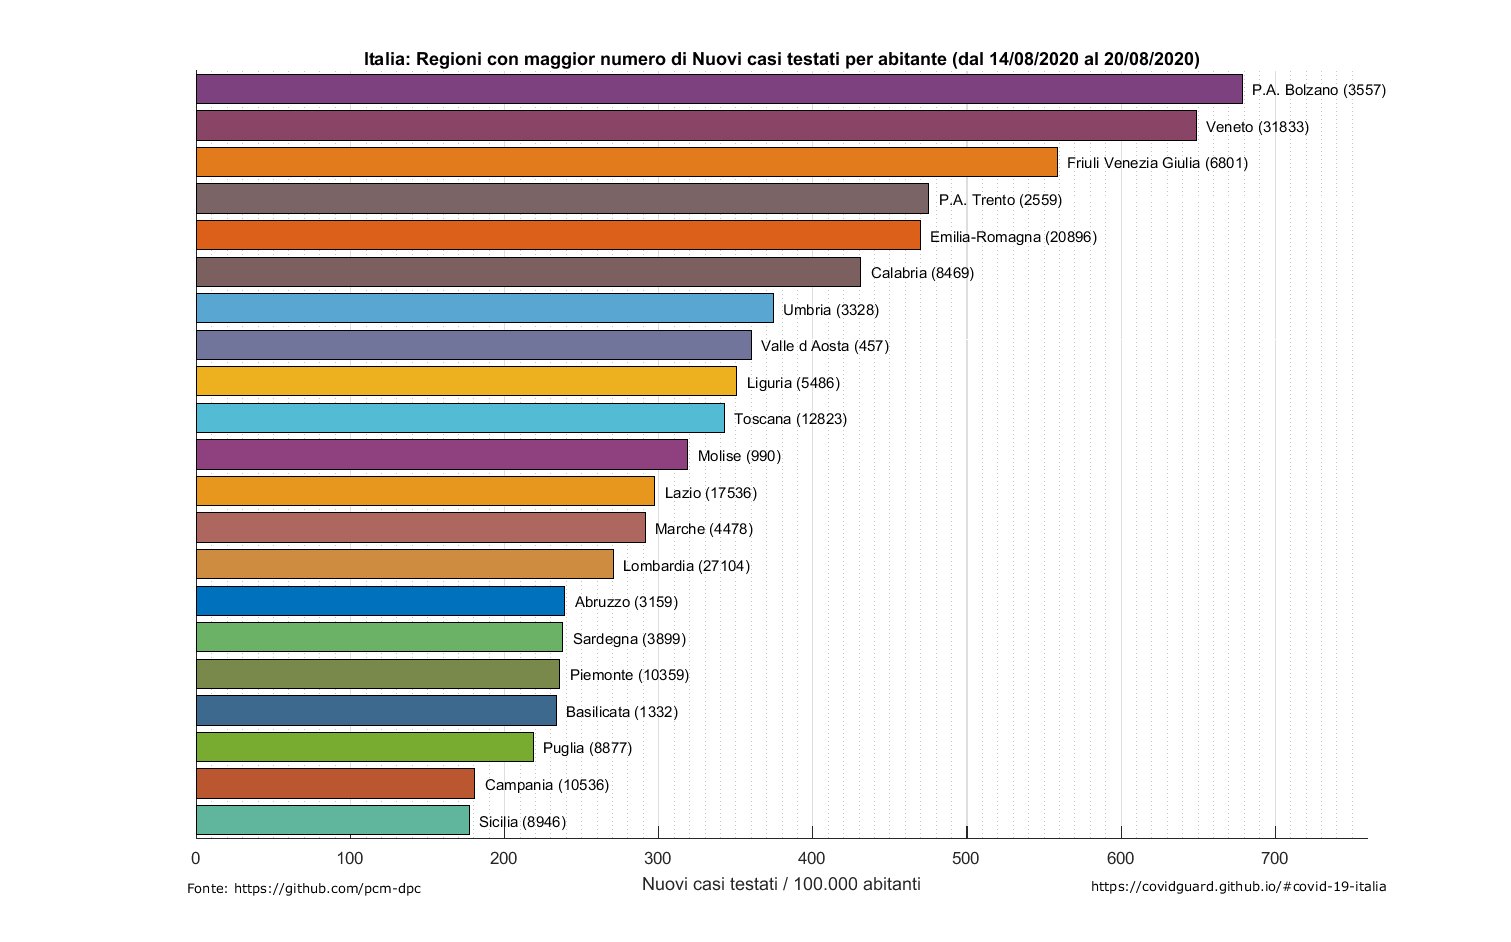 Italia: Regioni con maggior numero di Nuovi casi testati per abitante (dal 14/08/2020 al 20/08/2020)
P.A. Bolzano (3557)
Veneto (31833)
Friuli Venezia Giulia (6801)
P.A. Trento (2559)
Emilia-Romagna (20896)
Calabria (8469)
Umbria (3328)
Valle d Aosta (457)
Liguria (5486)
Toscana (12823)
Molise (990)
Lazio (17536)
Marche (4478)
Lombardia (27104)
Abruzzo (3159)
Sardegna (3899)
Piemonte (10359)
Basilicata (1332)
Puglia (8877)
Campania (10536)
Sicilia (8946)
0 100 200 300 400 500 600 700
Nuovi casi testati / 100.000 abitanti
Fonte: https://github.com/pcm-dpc
https://covidguard.github.io/#covid-19-italia